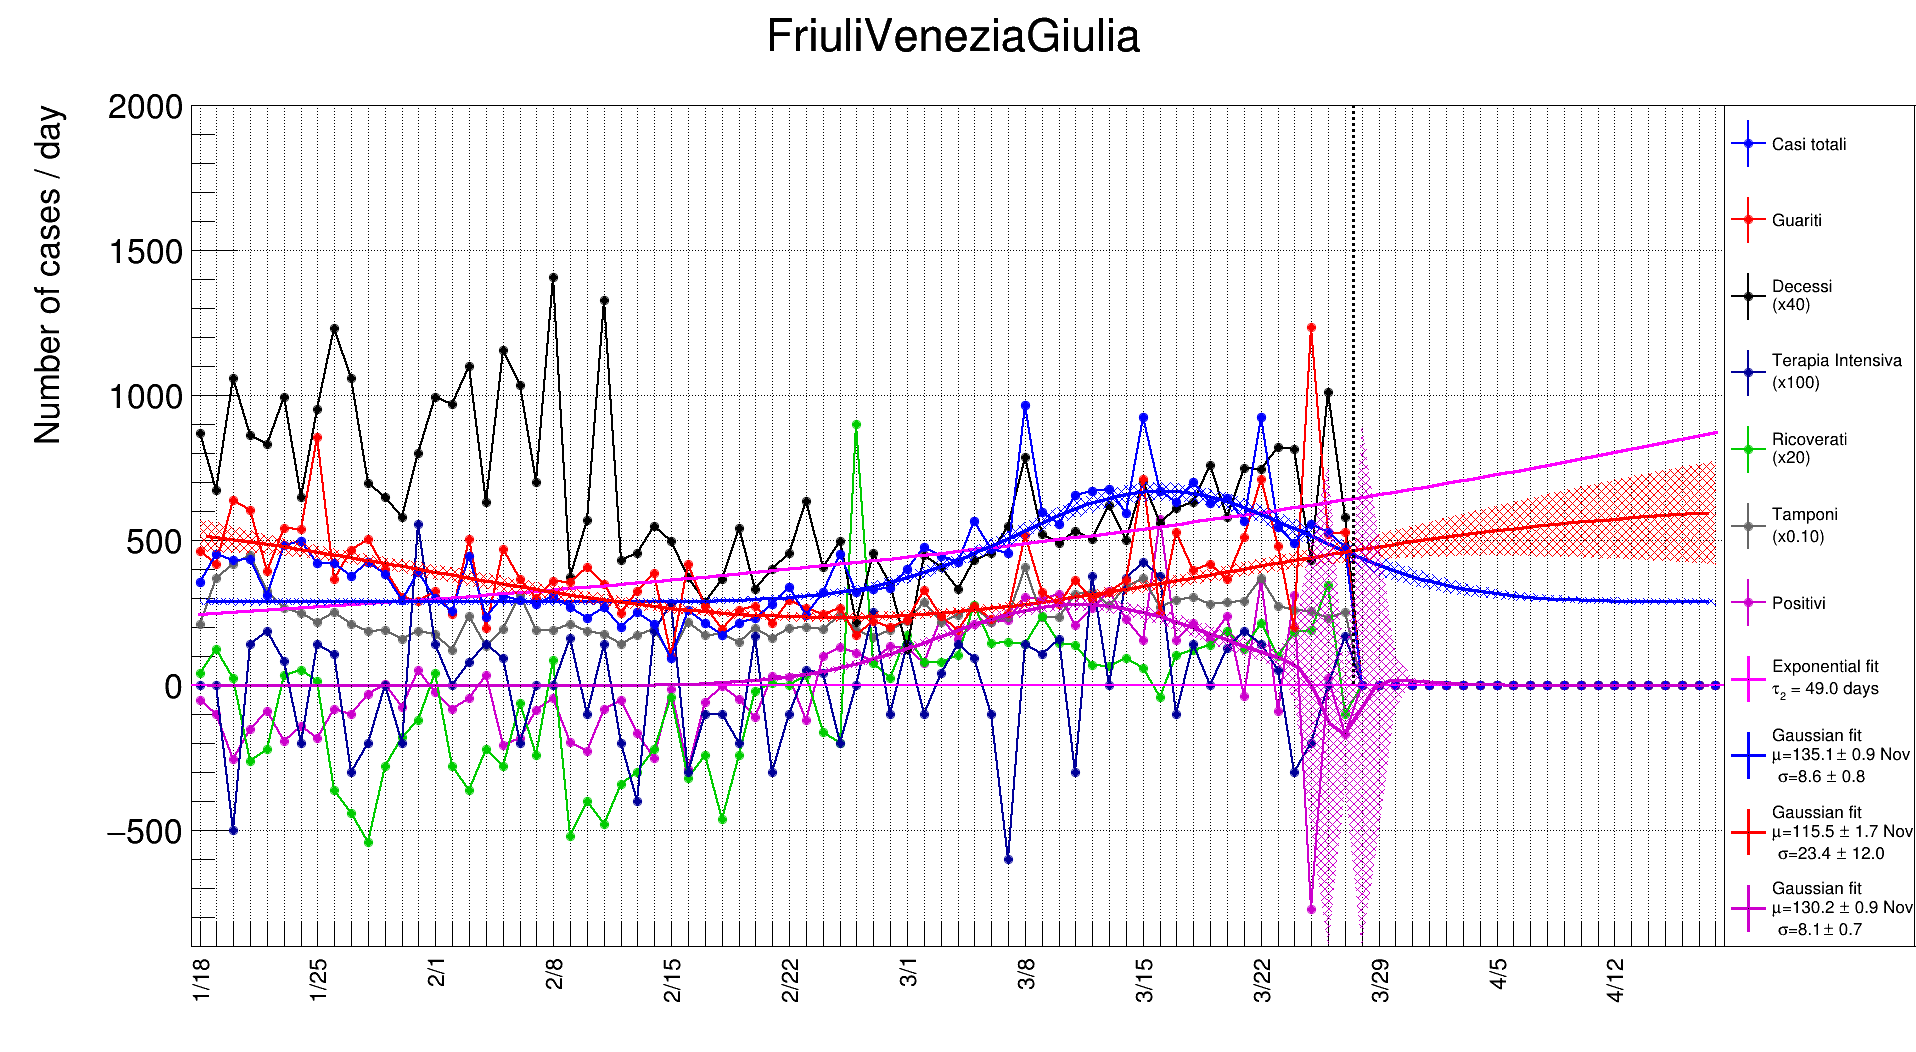 FriuliVeneziaGiulia
Number of cases / day
2000
1500
1000
500
0
−500
1/18
1/25
2/1
2/8
2/15
2/22
3/1
3/8
3/15
3/22
3/29
4/5
4/12
Casi totali
Guariti
Decessi
(x40)
Terapia Intensiva
(x100)
Ricoverati
(x20)
Tamponi
(x0.10)
Positivi
Exponential fit
τ₂ = 49.0 days
Gaussian fit
μ=135.1 ± 0.9 Nov
σ=8.6 ± 0.8
Gaussian fit
μ=115.5 ± 1.7 Nov
σ=23.4 ± 12.0
Gaussian fit
μ=130.2 ± 0.9 Nov
σ=8.1 ± 0.7